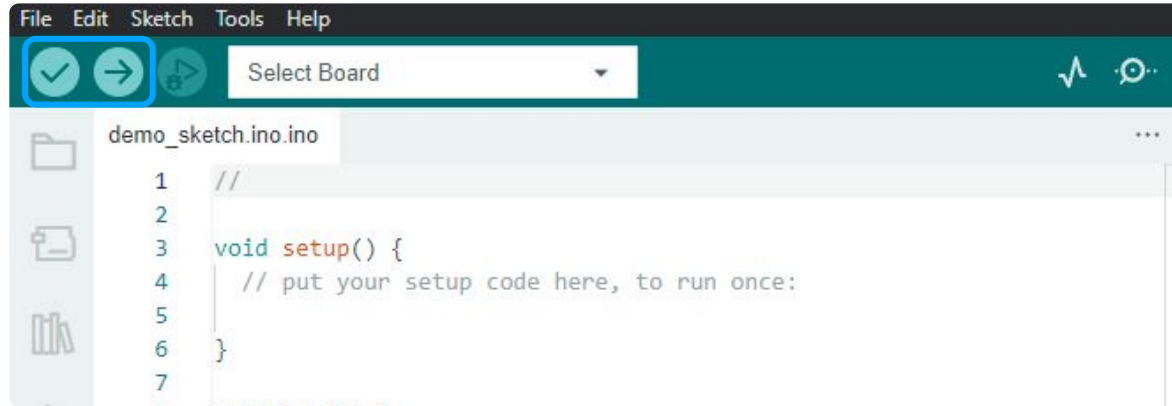 File Edit Sketch Tools Help
Select Board
demo_sketch.ino.ino
1 //
2
3 void setup() {
4 // put your setup code here, to run once:
5
6 }
7